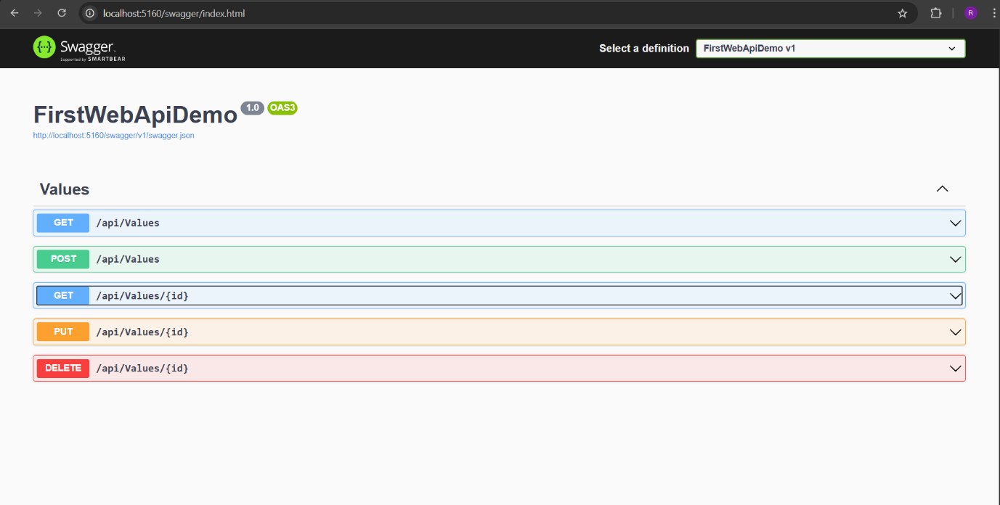 localhost:5160/swagger/index.html
R
{...} Swagger.
Supported by SMARTBEAR
Select a definition
FirstWebApiDemo v1
FirstWebApiDemo 1.0 OAS3
http://localhost:5160/swagger/v1/swagger.json
Values
GET /api/Values
POST /api/Values
GET /api/Values/{id}
PUT /api/Values/{id}
DELETE /api/Values/{id}